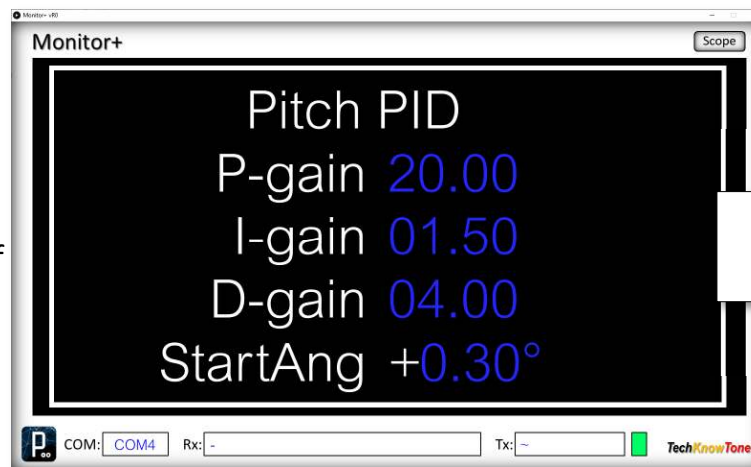 Monitor+ vR0
Monitor+
Scope
Pitch PID
P-gain 20.00
I-gain 01.50
D-gain 04.00
StartAng +0.30°
COM: COM4 Rx: - Tx: ~ TechKnowTone